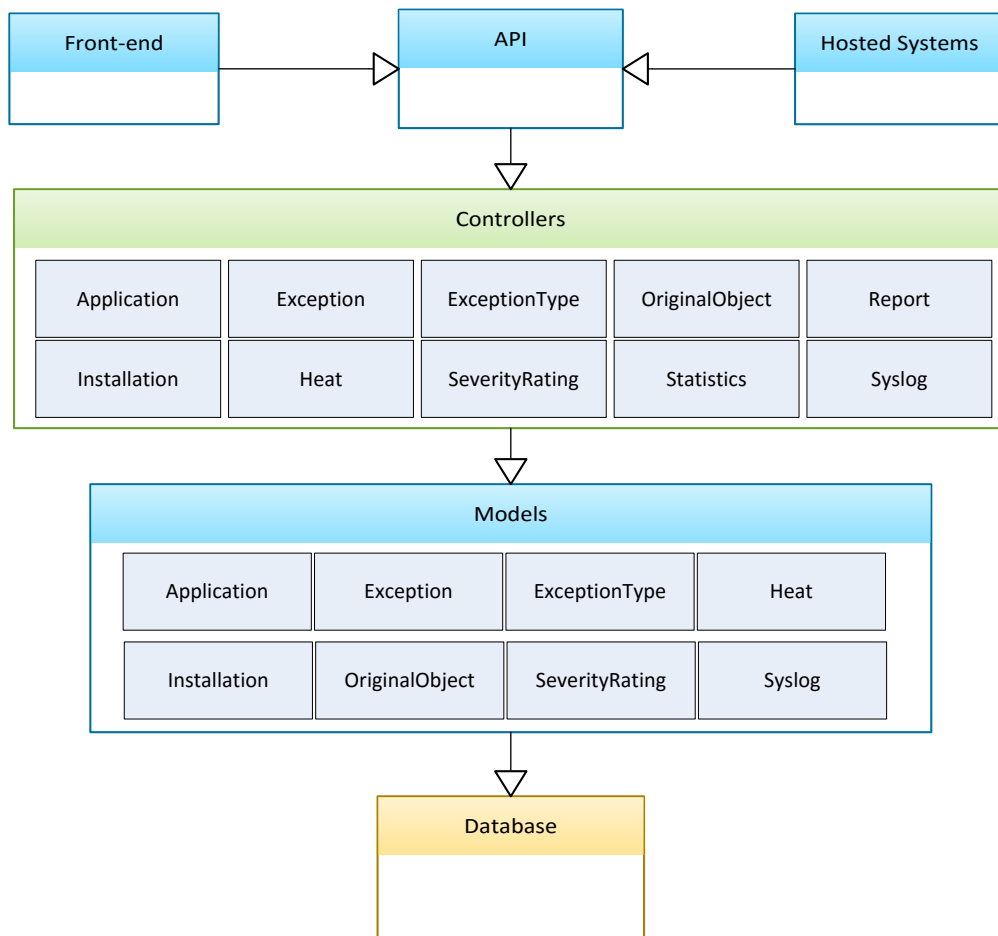 Front-end
API
Hosted Systems
Controllers
Application
Exception
ExceptionType
OriginalObject
Report
Installation
Heat
SeverityRating
Statistics
Syslog
Models
Application
Exception
ExceptionType
Heat
Installation
OriginalObject
SeverityRating
Syslog
Database